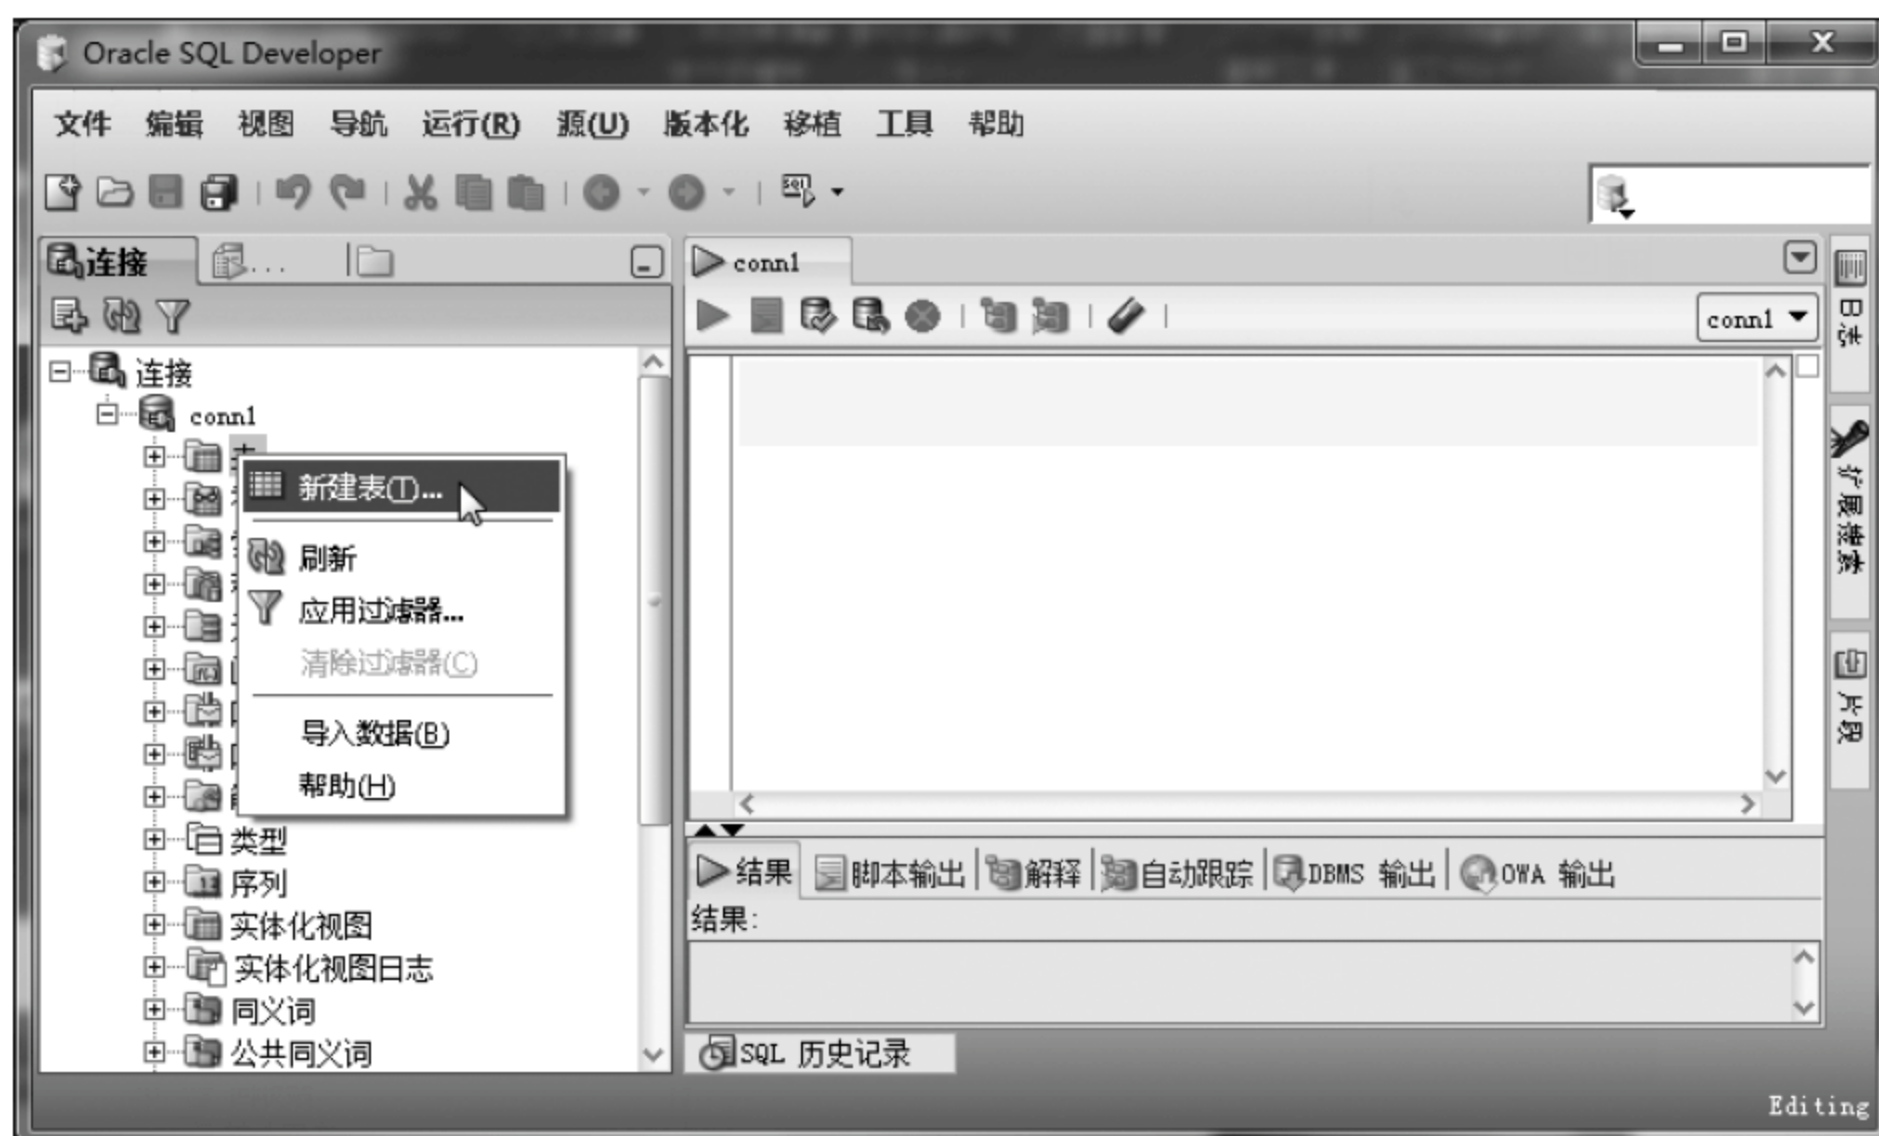 Oracle SQL Developer
文件 编辑 视图 导航 运行(R) 源(U) 版本化 移植 工具 帮助
连接 ...
conn1
conn1
连接
conn1
新建表(T)...
刷新
应用过滤器...
清除过滤器(C)
导入数据(B)
帮助(H)
类型
序列
实体化视图
实体化视图日志
同义词
公共同义词
结果 脚本输出 解释 自动跟踪 DBMS 输出 OWA 输出
结果:
SQL 历史记录
扩展搜索
片段
Editing